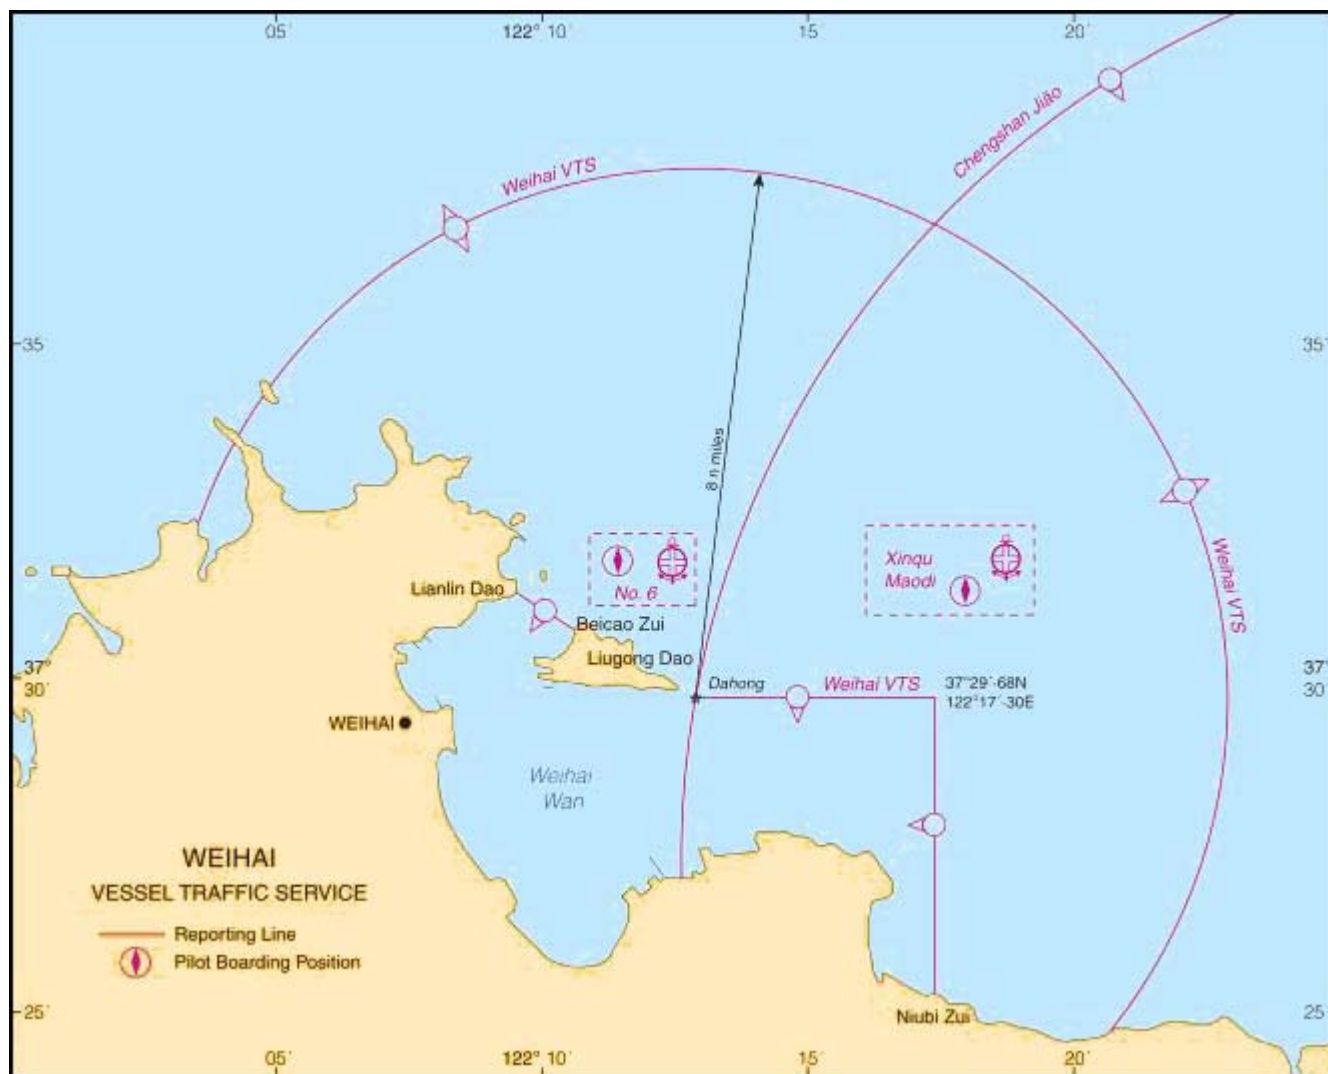 05´
122° 10´
15´
20´
Chengshan Jiāo
Weihai VTS
35´
35´
8 n miles
Xinqu
Maodi
Weihai VTS
No. 6
Lianlin Dao
Beicao Zui
Liugong Dao
37°
30´
37°
30´
Dahong
Weihai VTS
37°29´·68N
122°17´·30E
WEIHAI
Weihai
Wan
WEIHAI
VESSEL TRAFFIC SERVICE
Reporting Line
Pilot Boarding Position
25´
Niubi Zui
25´
05´
122° 10´
15´
20´